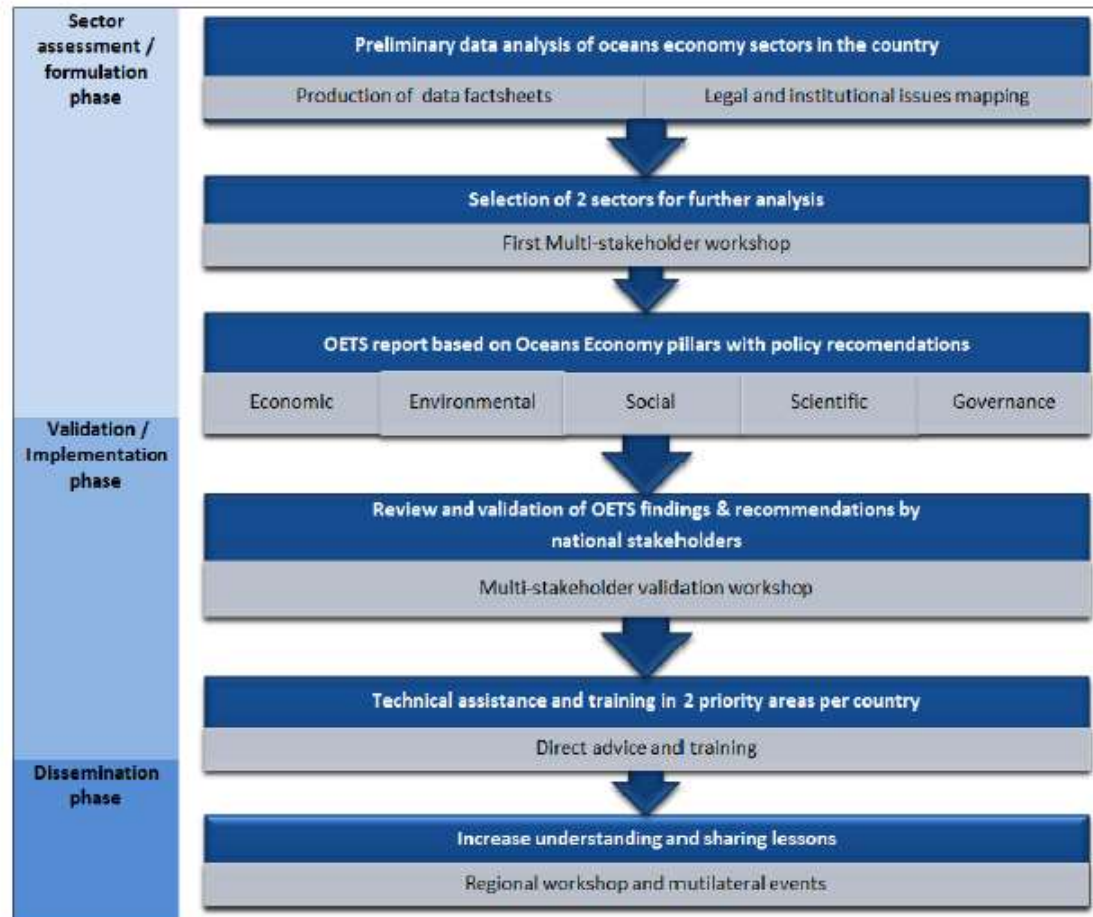 Sector
assessment /
formulation
phase
Preliminary data analysis of oceans economy sectors in the country
Production of data factsheets
Legal and institutional issues mapping
Selection of 2 sectors for further analysis
First Multi-stakeholder workshop
OETS report based on Oceans Economy pillars with policy recomendations
Economic
Environmental
Social
Scientific
Governance
Validation /
Implementation
phase
Review and validation of OETS findings & recommendations by
national stakeholders
Multi-stakeholder validation workshop
Technical assistance and training in 2 priority areas per country
Direct advice and training
Dissemination
phase
Increase understanding and sharing lessons
Regional workshop and mutilateral events